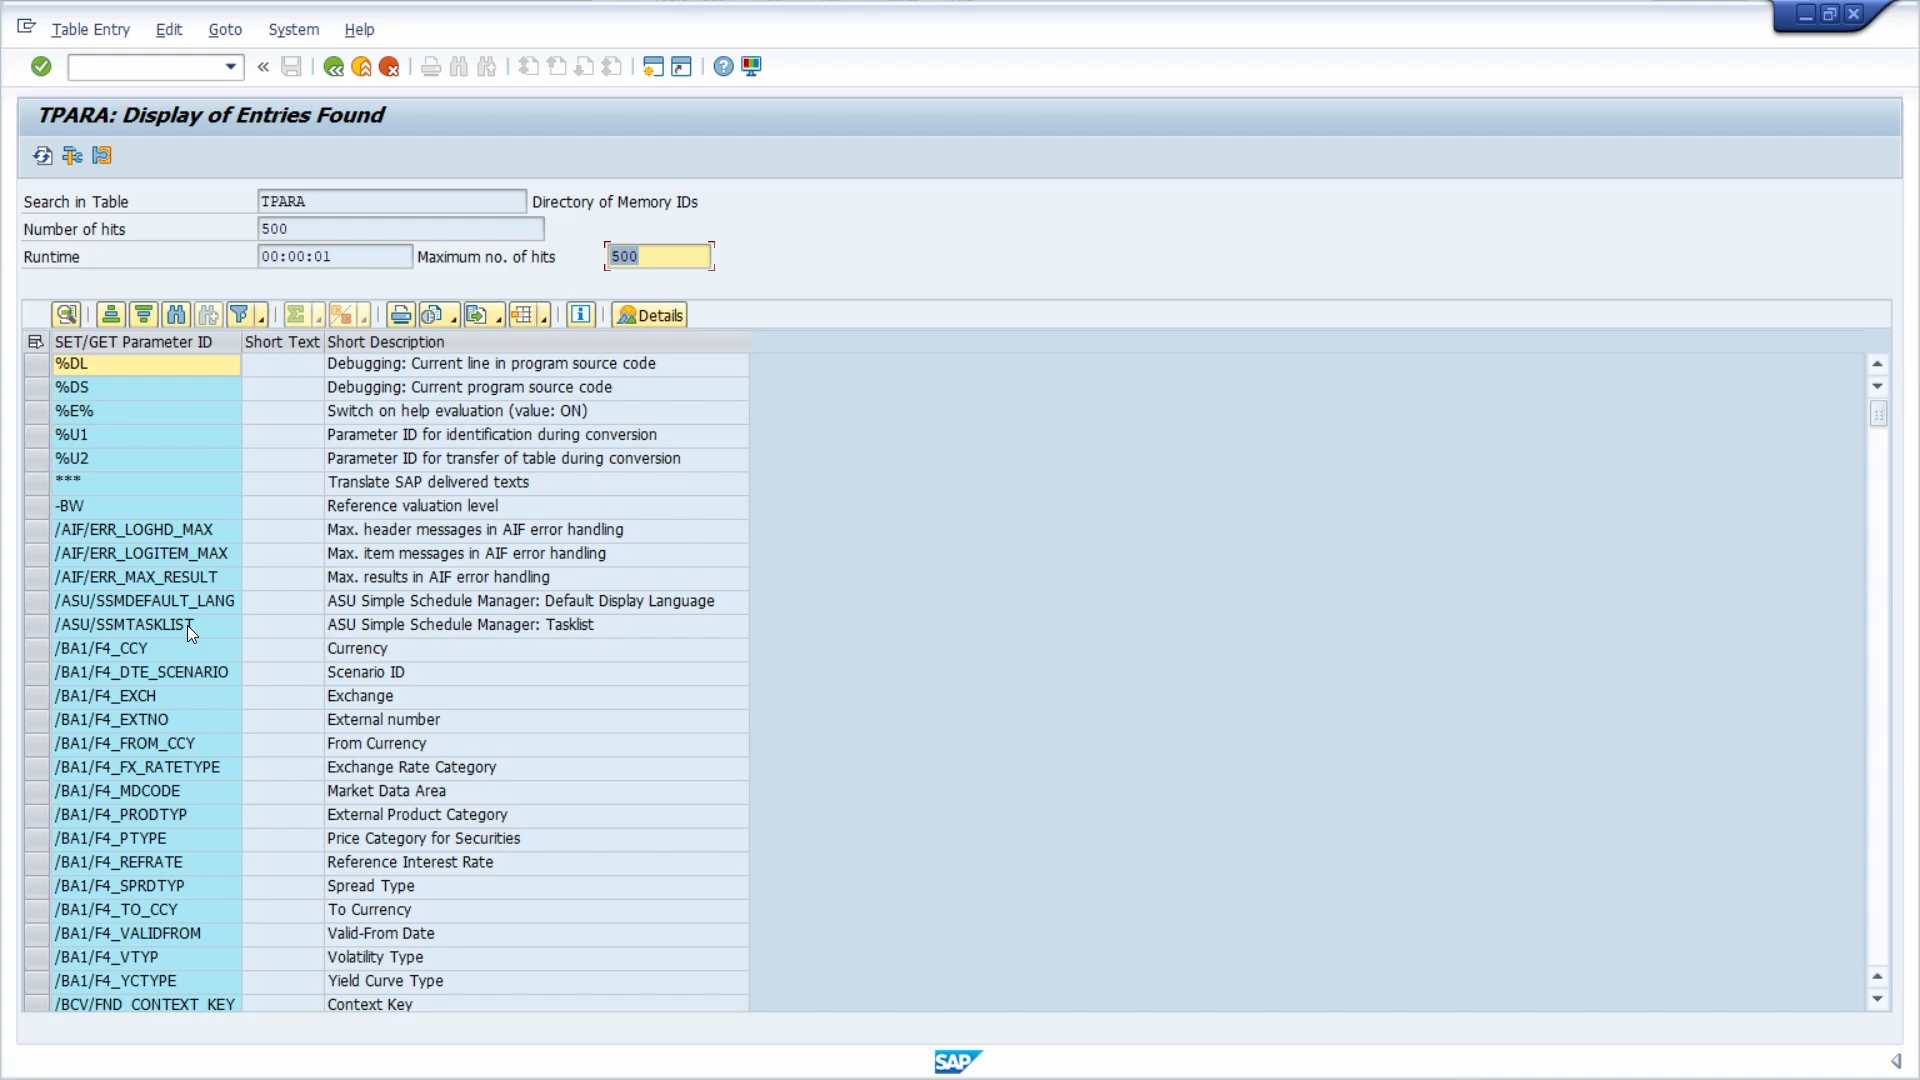 Table Entry Edit Goto System Help
TPARA: Display of Entries Found
Search in Table TPARA Directory of Memory IDs
Number of hits 500
Runtime 00:00:01 Maximum no. of hits 500
Details
SET/GET Parameter ID Short Text Short Description
%DL Debugging: Current line in program source code
%DS Debugging: Current program source code
%E% Switch on help evaluation (value: ON)
%U1 Parameter ID for identification during conversion
%U2 Parameter ID for transfer of table during conversion
*** Translate SAP delivered texts
-BW Reference valuation level
/AIF/ERR_LOGHD_MAX Max. header messages in AIF error handling
/AIF/ERR_LOGITEM_MAX Max. item messages in AIF error handling
/AIF/ERR_MAX_RESULT Max. results in AIF error handling
/ASU/SSMDEFAULT_LANG ASU Simple Schedule Manager: Default Display Language
/ASU/SSMTASKLIST ASU Simple Schedule Manager: Tasklist
/BA1/F4_CCY Currency
/BA1/F4_DTE_SCENARIO Scenario ID
/BA1/F4_EXCH Exchange
/BA1/F4_EXTNO External number
/BA1/F4_FROM_CCY From Currency
/BA1/F4_FX_RATETYPE Exchange Rate Category
/BA1/F4_MDCODE Market Data Area
/BA1/F4_PRODTYP External Product Category
/BA1/F4_PTYPE Price Category for Securities
/BA1/F4_REFRATE Reference Interest Rate
/BA1/F4_SPRDTYP Spread Type
/BA1/F4_TO_CCY To Currency
/BA1/F4_VALIDFROM Valid-From Date
/BA1/F4_VTYP Volatility Type
/BA1/F4_YCTYPE Yield Curve Type
/BCV/FND_CONTEXT_KEY Context Key
SAP